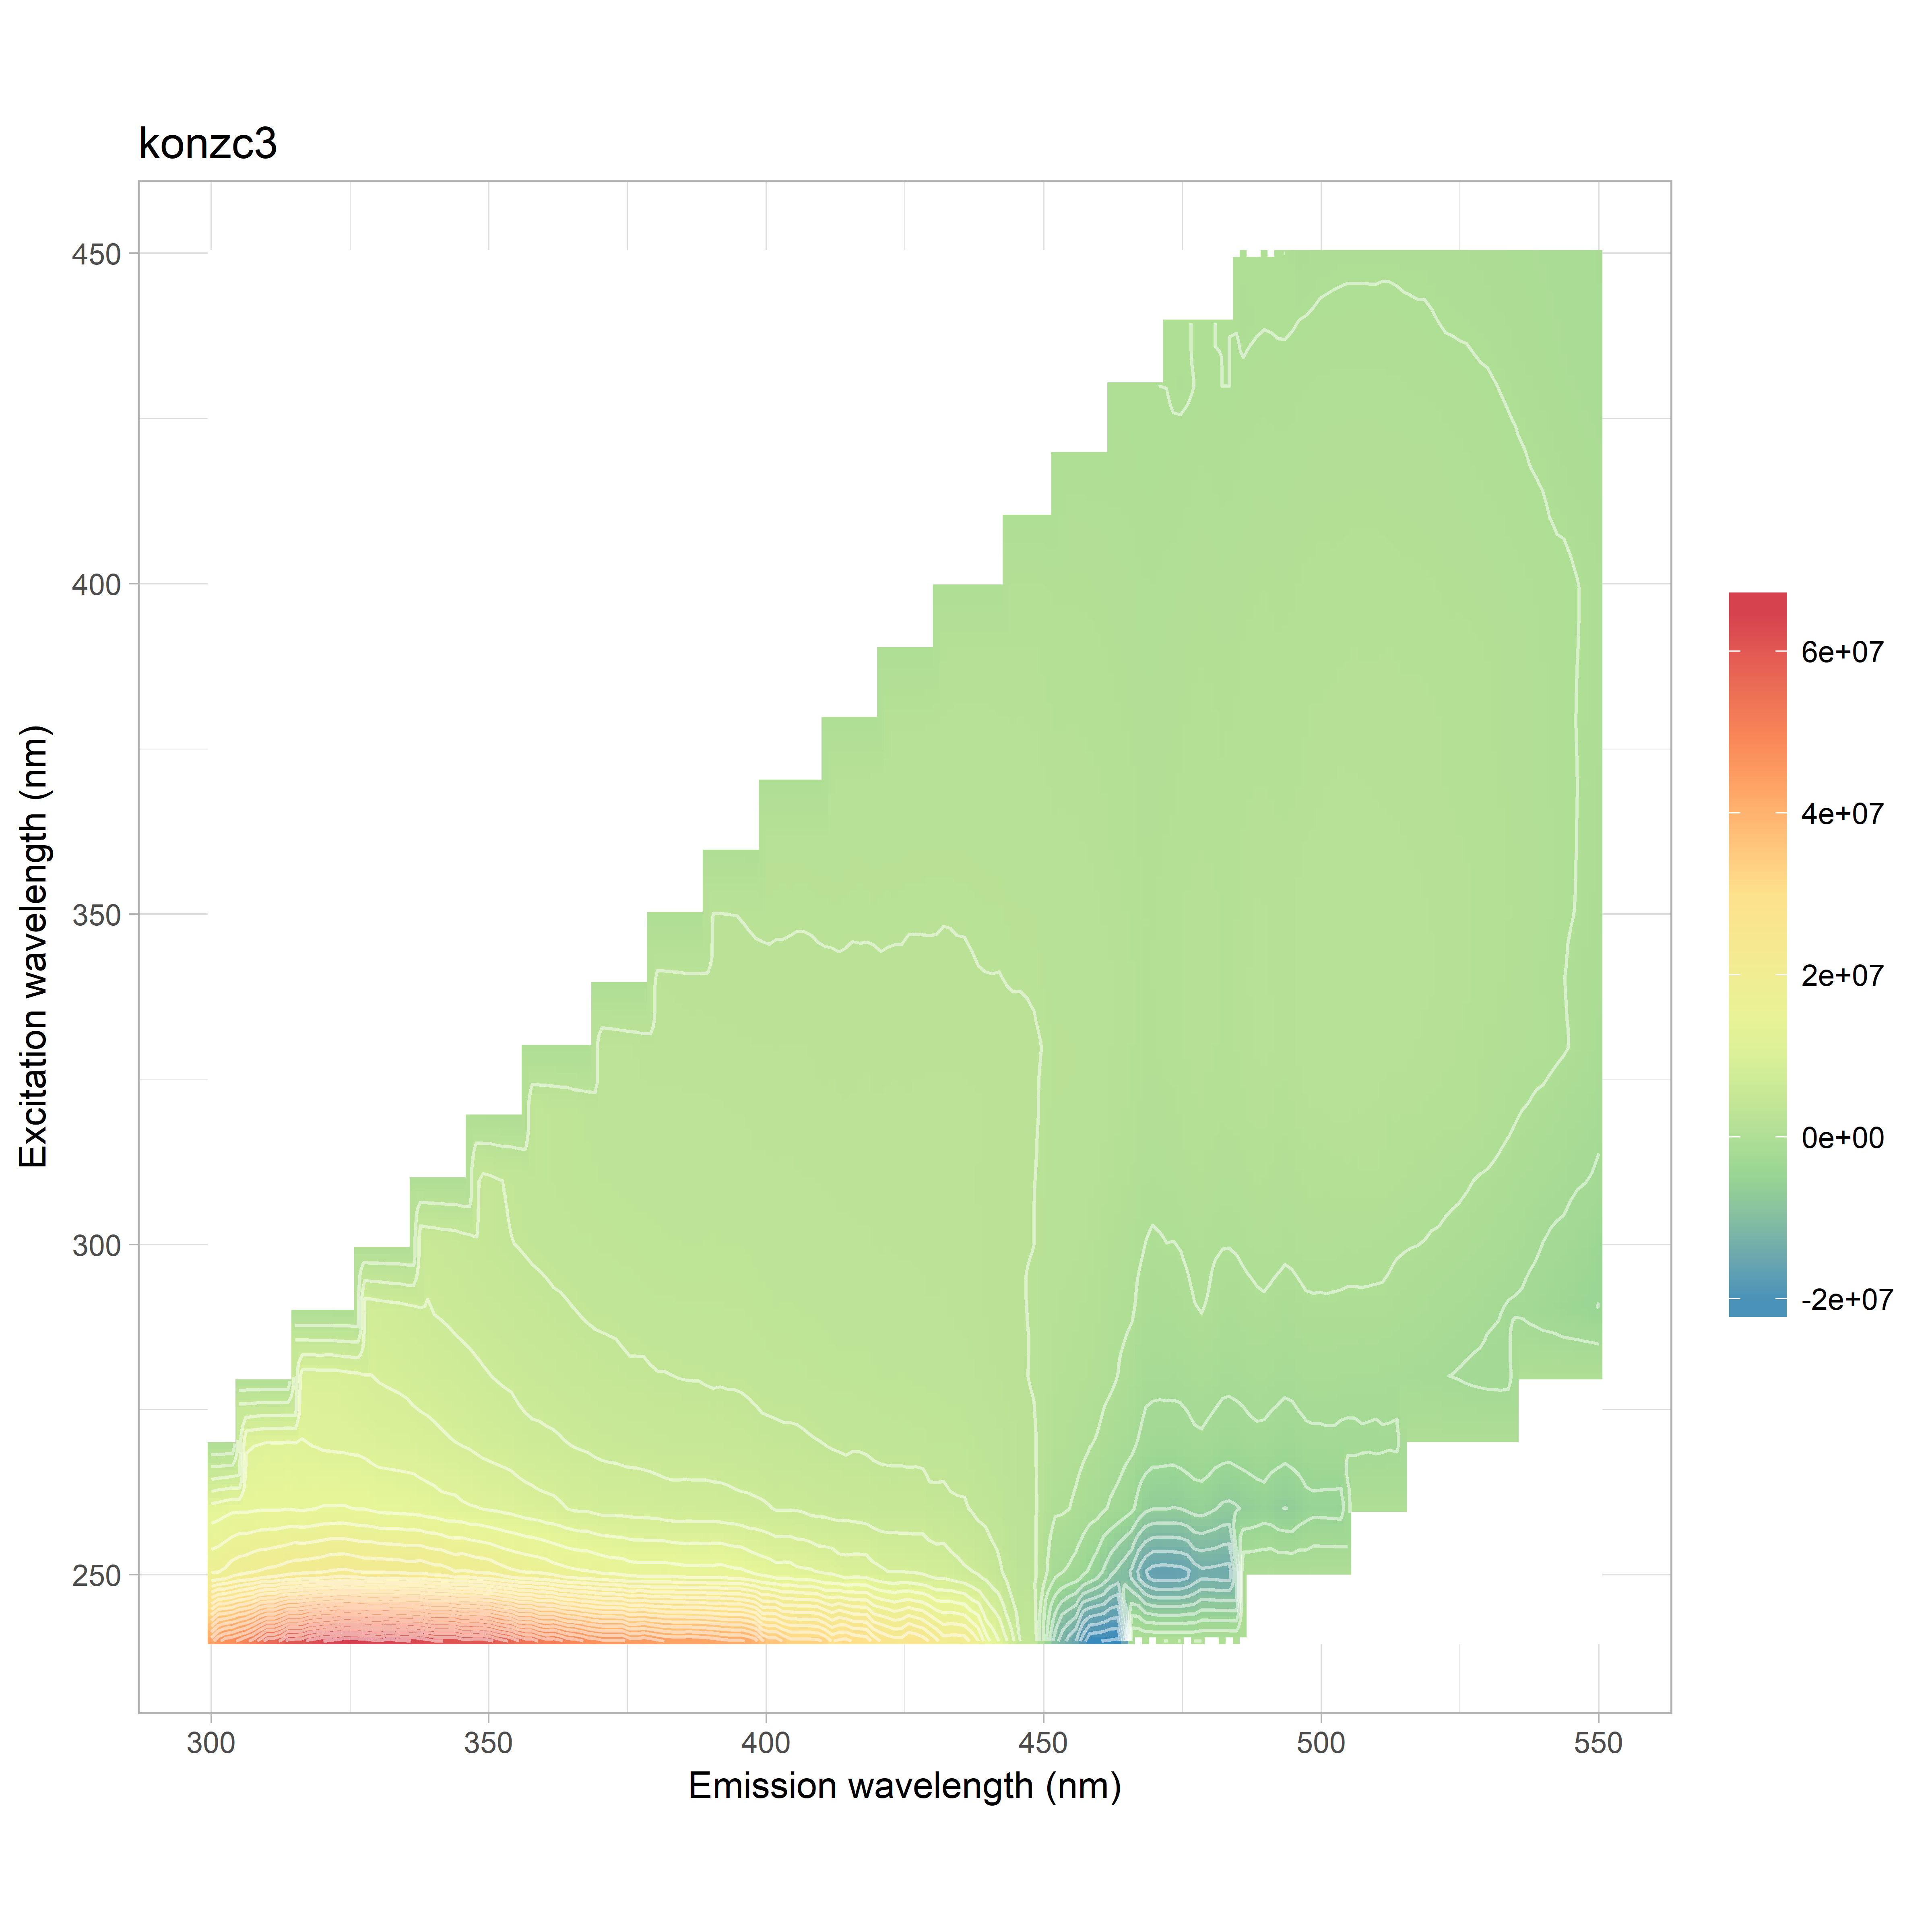 konzc3
450
400
350
300
250
Excitation wavelength (nm)
300 350 400 450 500 550
Emission wavelength (nm)
6e+07
4e+07
2e+07
0e+00
-2e+07